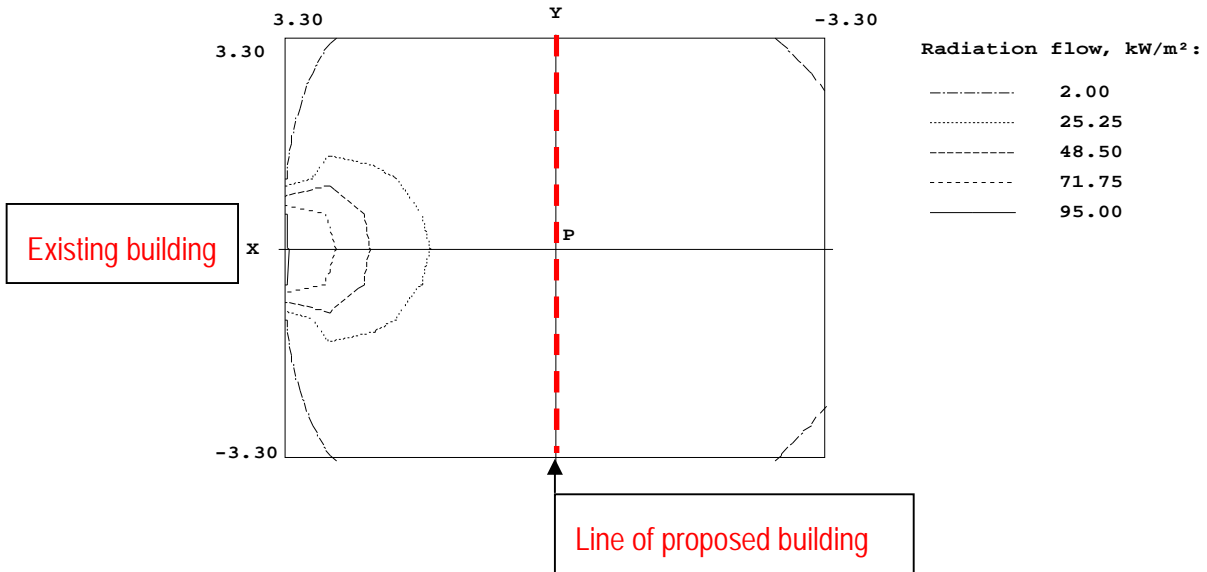 3.30
Y
-3.30
3.30
Radiation flow, kW/m²:
2.00
25.25
48.50
71.75
95.00
Existing building
X
P
-3.30
Line of proposed building